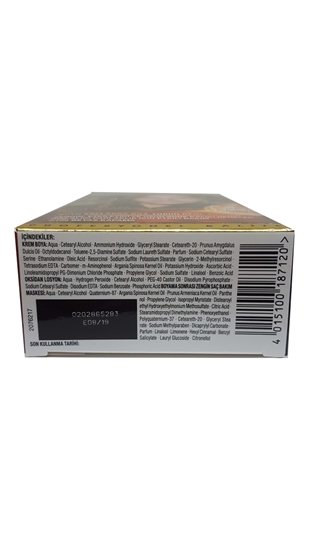 İÇİNDEKİLER:
KREM BOYA: Aqua · Cetearyl Alcohol · Ammonium Hydroxide · Glyceryl Stearate · Ceteareth-20 · Prunus Amygdalus
Dulcis Oil · Octyldodecanol · Toluene-2,5-Diamine Sulfate · Sodium Laureth Sulfate · Parfum · Sodium Cetearyl Sulfate
Serine · Ethanolamine · Oleic Acid · Resorcinol · Sodium Sulfite · Potassium Stearate · Glycerin · 2-Methylresorcinol
Tetrasodium EDTA · Carbomer · m-Aminophenol · Argania Spinosa Kernel Oil · Potassium Hydroxide · Ascorbic Acid ·
Linoleamidopropyl PG-Dimonium Chloride Phosphate · Propylene Glycol · Sodium Sulfate · Linalool · Benzoic Acid
OKSİDAN LOSYON: Aqua · Hydrogen Peroxide · Cetearyl Alcohol · PEG-40 Castor Oil · Disodium Pyrophosphate
Sodium Cetearyl Sulfate · Disodium EDTA · Sodium Benzoate · Phosphoric Acid BOYAMA SONRASI ZENGİN SAÇ BAKIM
MASKESİ: Aqua · Cetearyl Alcohol · Quaternium-87 · Argania Spinosa Kernel Oil · Prunus Armeniaca Kernel Oil · Panthe
nol · Propylene Glycol · Isopropyl Myristate · Distearoyl
ethyl Hydroxyethylmonium Methosulfate · Citric Acid ·
Stearamidopropyl Dimethylamine · Phenoxyethanol
Polyquaternium-37 · Ceteareth-20 · Glyceryl Stea
rate · Sodium Methylparaben · Dicaprylyl Carbonate ·
Parfum · Linalool · Limonene · Hexyl Cinnamal · Benzyl
Salicylate · Lauryl Glucoside · Citronellol
0202865283
E08/19
2076217
SON KULLANMA TARİHİ:
4 015100 187120 >